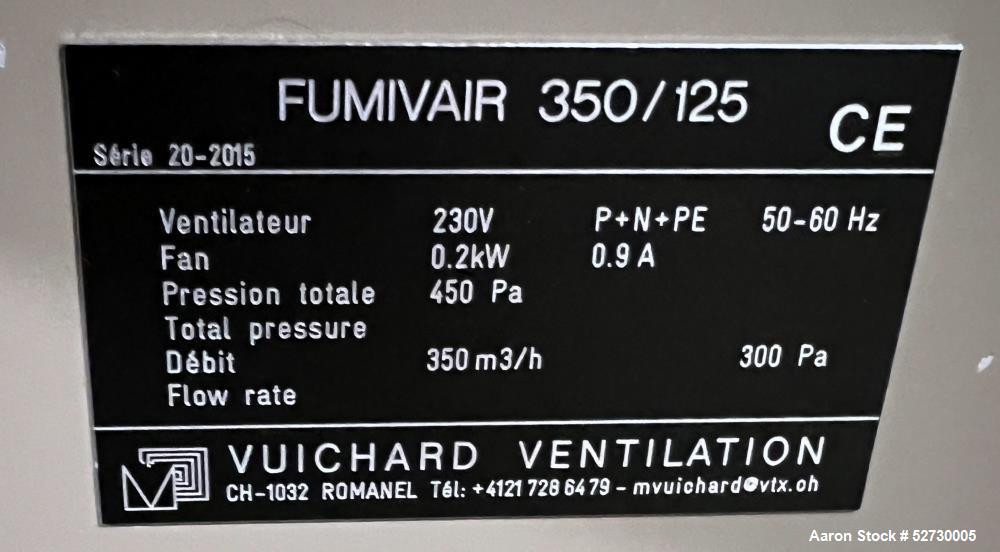 FUMIVAIR 350/125
CE
Série 20-2015
Ventilateur 230V P+N+PE 50-60 Hz
Fan 0.2kW 0.9 A
Pression totale 450 Pa
Total pressure
Débit 350 m3/h 300 Pa
Flow rate
VUICHARD VENTILATION
CH-1032 ROMANEL Tél: +4121 728 64 79 - mvuichard@vtx.ch
Aaron Stock # 52730005